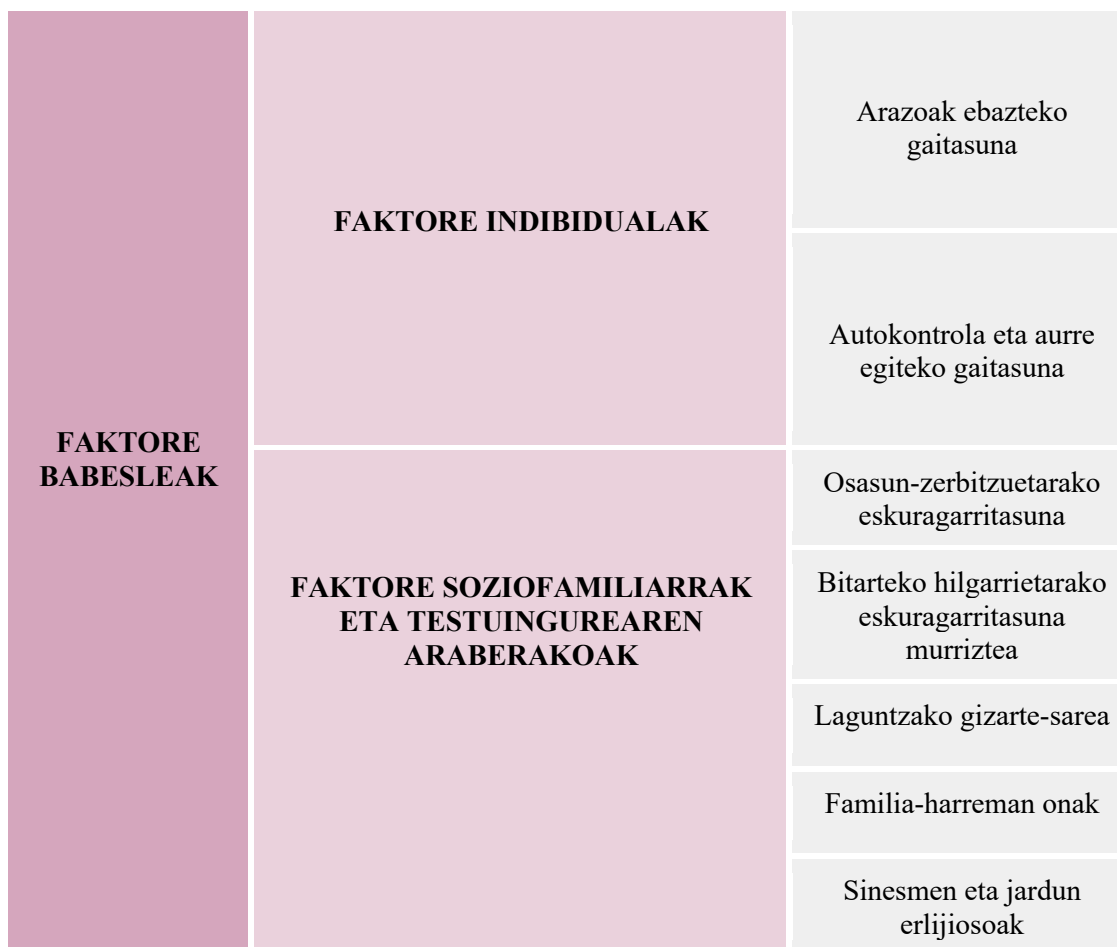 FAKTORE
BABESLEAK
FAKTORE INDIBIDUALAK
Arazoak ebazteko
gaitasuna
Autokontrola eta aurre
egiteko gaitasuna
FAKTORE SOZIOFAMILIARRAK
ETA TESTUINGUREAREN
ARABERAKOAK
Osasun-zerbitzuetarako
eskuragarritasuna
Bitarteko hilgarrietarako
eskuragarritasuna
murriztea
Laguntzako gizarte-sarea
Familia-harreman onak
Sinesmen eta jardun
erlijiosoak